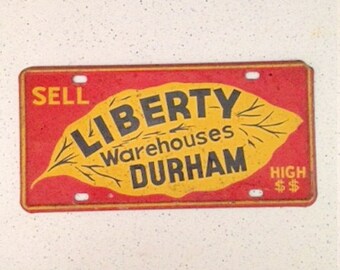 SELL
LIBERTY
Warehouses
DURHAM
HIGH
$$